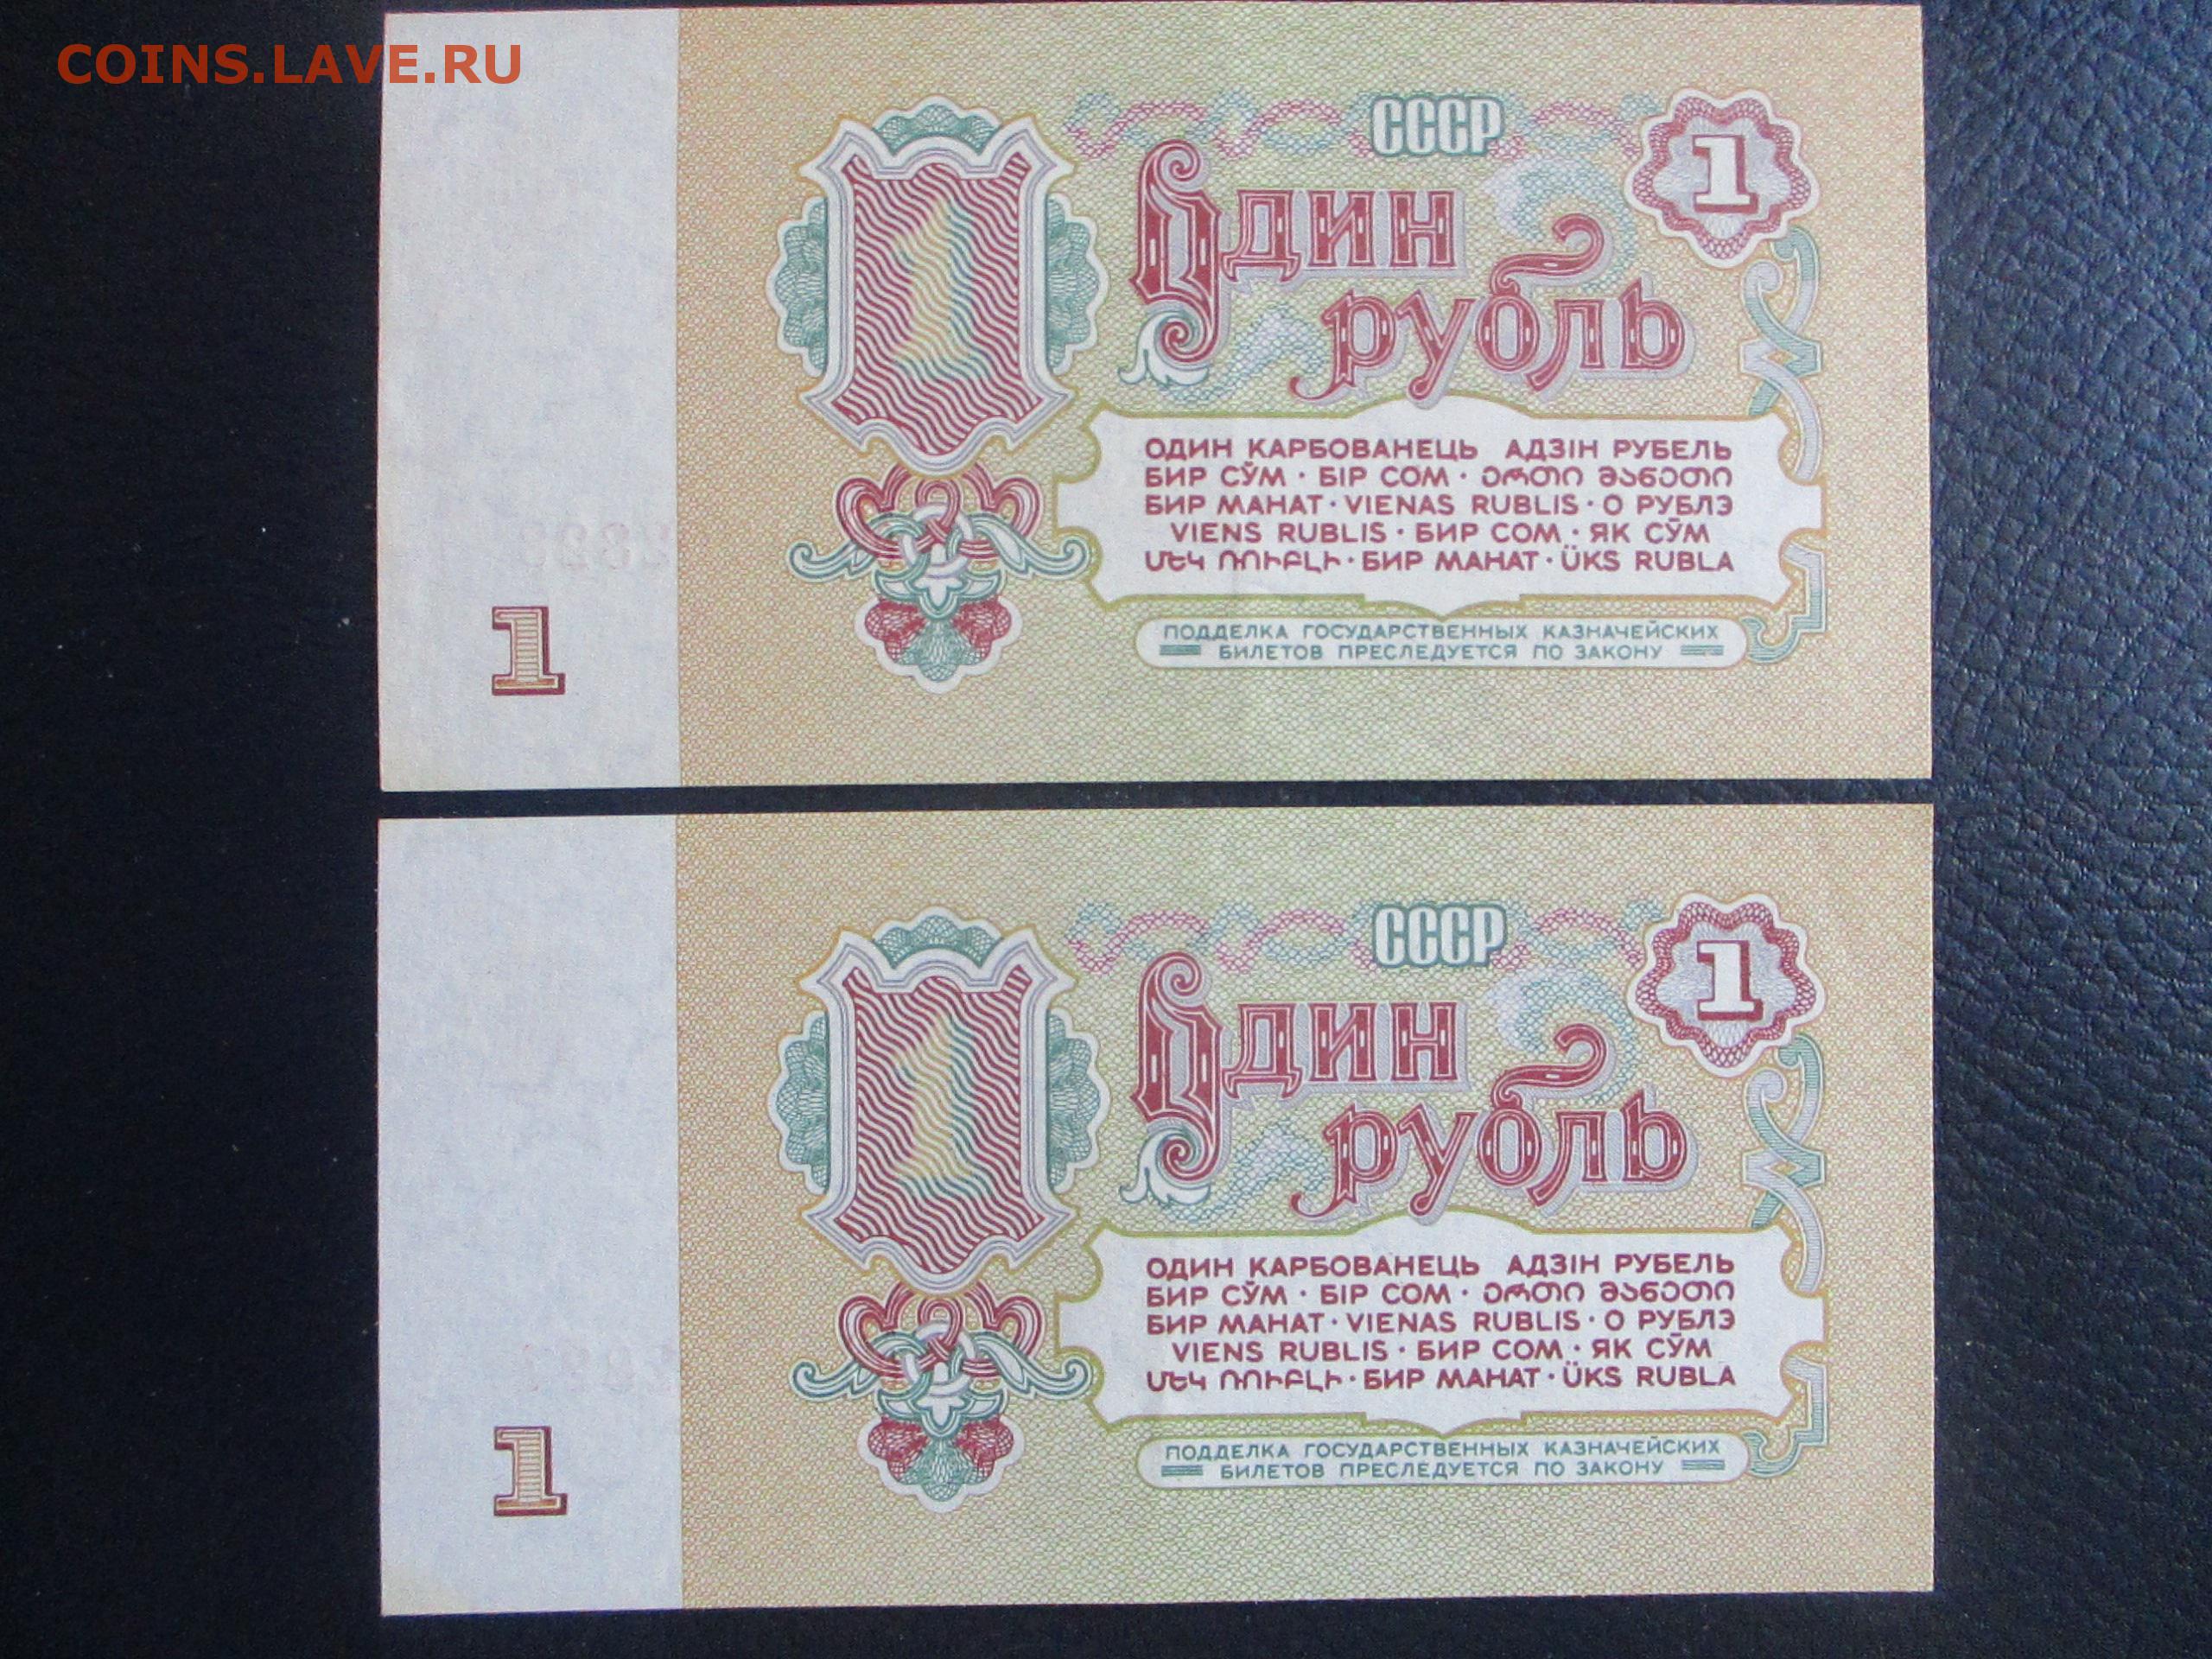 COINS.LAVE.RU
СССР
1
1
Один
рубль
ОДИН КАРБОВАНЕЦЬ АДЗІН РУБЕЛЬ
БИР СЎМ · БІР СОМ · ერთი მანეთი
БИР МАНАТ · VIENAS RUBLIS · О РУБЛЭ
VIENS RUBLIS · БИР СОМ · ЯК СӮМ
ՄԵԿ ՌՈՒԲԼԻ · БИР МАНАТ · ÜKS RUBLA
ПОДДЕЛКА ГОСУДАРСТВЕННЫХ КАЗНАЧЕЙСКИХ
БИЛЕТОВ ПРЕСЛЕДУЕТСЯ ПО ЗАКОНУ
1
СССР
1
1
Один
рубль
ОДИН КАРБОВАНЕЦЬ АДЗІН РУБЕЛЬ
БИР СЎМ · БІР СОМ · ერთი მანეთი
БИР МАНАТ · VIENAS RUBLIS · О РУБЛЭ
VIENS RUBLIS · БИР СОМ · ЯК СӮМ
ՄԵԿ ՌՈՒԲԼԻ · БИР МАНАТ · ÜKS RUBLA
ПОДДЕЛКА ГОСУДАРСТВЕННЫХ КАЗНАЧЕЙСКИХ
БИЛЕТОВ ПРЕСЛЕДУЕТСЯ ПО ЗАКОНУ
1